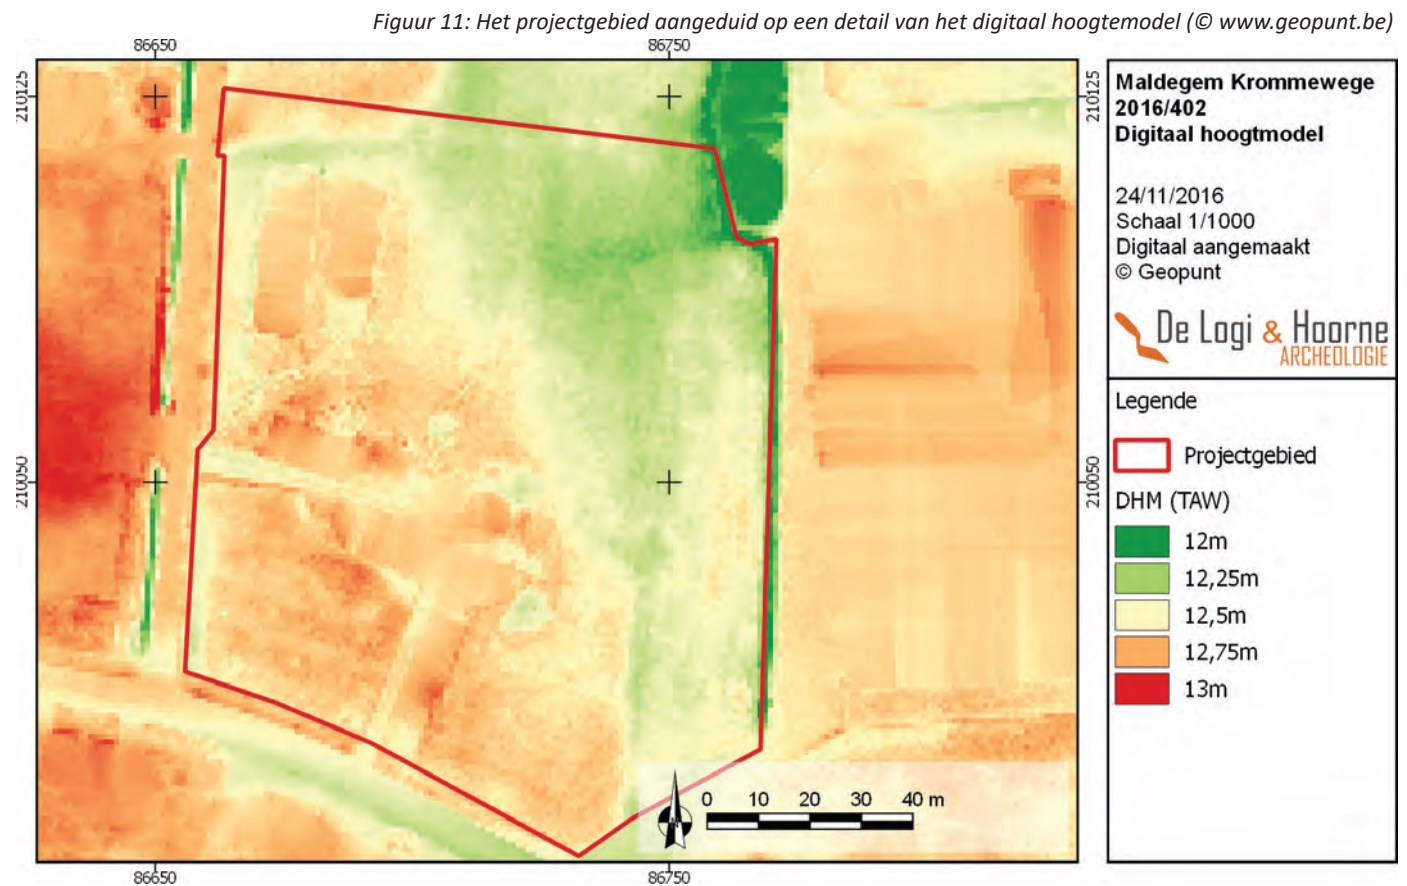 Figuur 11: Het projectgebied aangeduid op een detail van het digitaal hoogtemodel (© www.geopunt.be)
86650
86750
210125
210125
Maldegem Krommewege
2016/402
Digitaal hoogtmodel
24/11/2016
Schaal 1/1000
Digitaal aangemaakt
© Geopunt
De Logi & Hoorne
ARCHEOLOGIE
Legende
Projectgebied
DHM (TAW)
12m
12,25m
12,5m
12,75m
13m
210050
210050
0 10 20 30 40 m
86650
86750